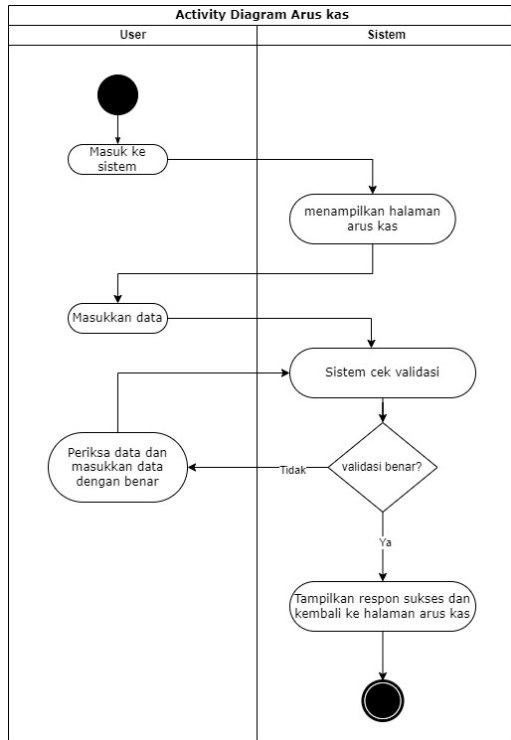 Activity Diagram Arus kas
User
Sistem
Masuk ke
sistem
menampilkan halaman
arus kas
Masukkan data
Sistem cek validasi
Periksa data dan
masukkan data
dengan benar
Tidak
validasi benar?
Ya
Tampilkan respon sukses dan
kembali ke halaman arus kas